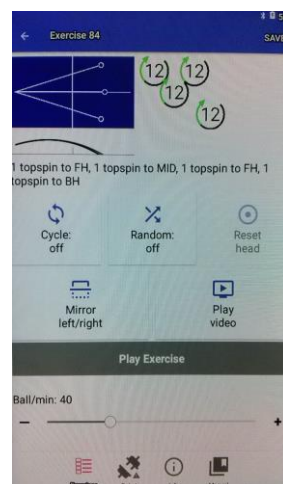 Exercise 84
SAVE
12 12
12
12
1 topspin to FH, 1 topspin to MID, 1 topspin to FH, 1
topspin to BH
Cycle:
off
Random:
off
Reset
head
Mirror
left/right
Play
video
Play Exercise
Ball/min: 40
- +